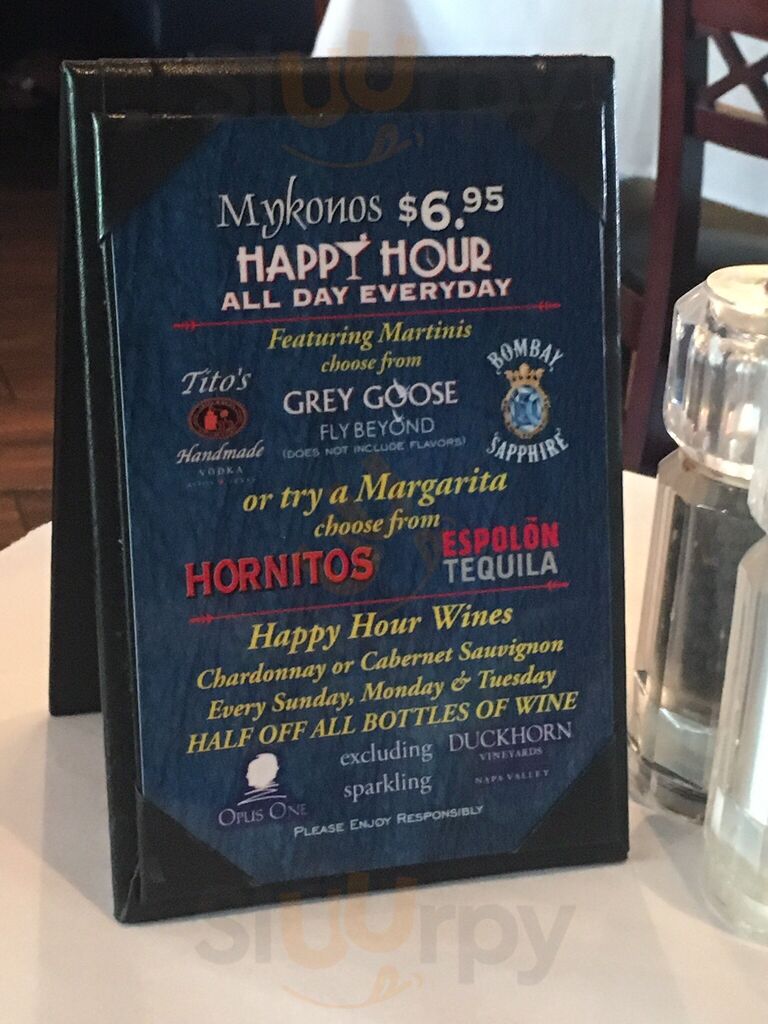 Mykonos $6.95
HAPPY HOUR
ALL DAY EVERYDAY
Featuring Martinis
choose from
Tito's
Handmade
VODKA
GREY GOOSE
FLY BEYOND
(DOES NOT INCLUDE FLAVORS)
BOMBAY
SAPPHIRE
or try a Margarita
choose from
HORNITOS
ESPOLÒN
TEQUILA
Happy Hour Wines
Chardonnay or Cabernet Sauvignon
Every Sunday, Monday & Tuesday
HALF OFF ALL BOTTLES OF WINE
OPUS ONE
excluding
sparkling
DUCKHORN
VINEYARDS
NAPA VALLEY
PLEASE ENJOY RESPONSIBLY
sluurpy
sluurpy